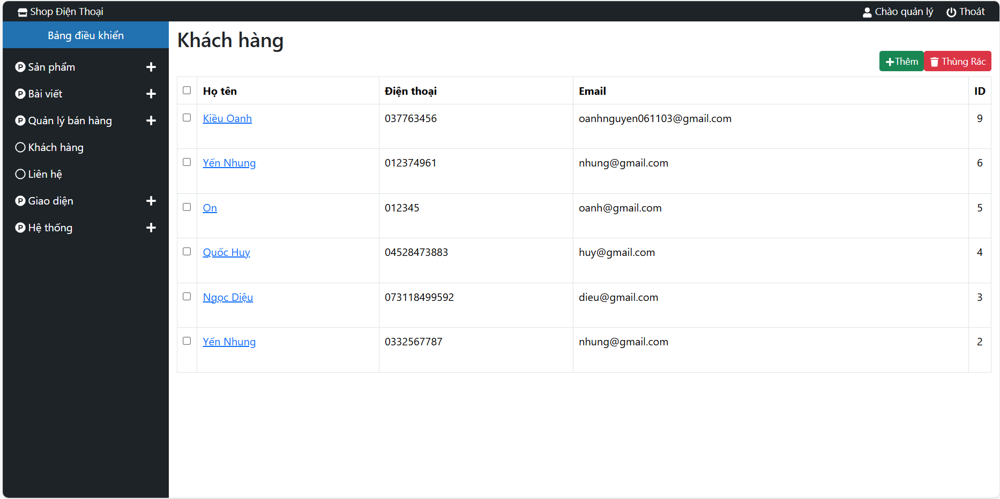 Shop Điện Thoại
Chào quản lý
Thoát
Bảng điều khiển
Sản phẩm
Bài viết
Quản lý bán hàng
Khách hàng
Liên hệ
Giao diện
Hệ thống
Khách hàng
Thêm
Thùng Rác
Họ tên Điện thoại Email ID
Kiều Oanh 037763456 oanhnguyen061103@gmail.com 9
Yến Nhung 012374961 nhung@gmail.com 6
On 012345 oanh@gmail.com 5
Quốc Huy 04528473883 huy@gmail.com 4
Ngọc Diệu 073118499592 dieu@gmail.com 3
Yến Nhung 0332567787 nhung@gmail.com 2